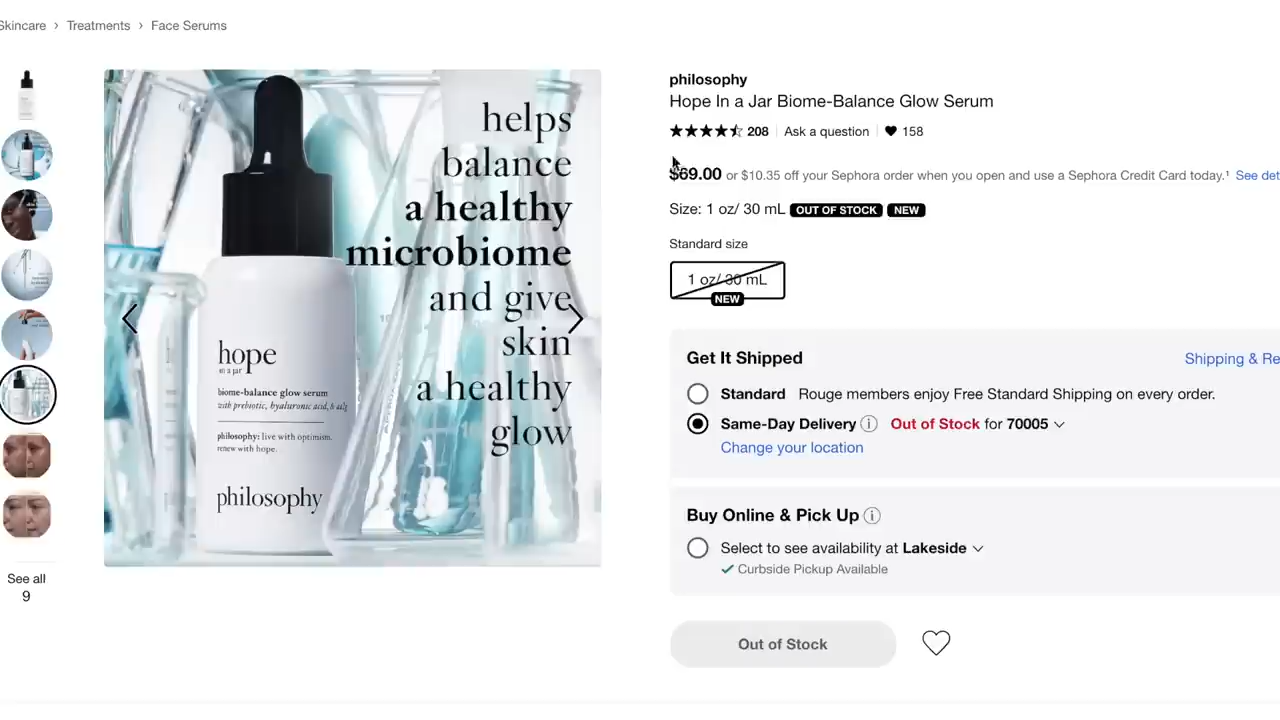 Skincare › Treatments › Face Serums
helps
balance
a healthy
microbiome
and give
skin
a healthy
glow
hope
in a jar
biome-balance glow serum
with prebiotic, hyaluronic acid, &
philosophy: live with optimism.
renew with hope.
philosophy
See all
9
philosophy
Hope In a Jar Biome-Balance Glow Serum
208 Ask a question 158
$69.00 or $10.35 off your Sephora order when you open and use a Sephora Credit Card today.¹ See det
Size: 1 oz/ 30 mL OUT OF STOCK NEW
Standard size
1 oz/ 30 mL
NEW
Get It Shipped Shipping & Re
Standard Rouge members enjoy Free Standard Shipping on every order.
Same-Day Delivery Out of Stock for 70005
Change your location
Buy Online & Pick Up
Select to see availability at Lakeside
Curbside Pickup Available
Out of Stock